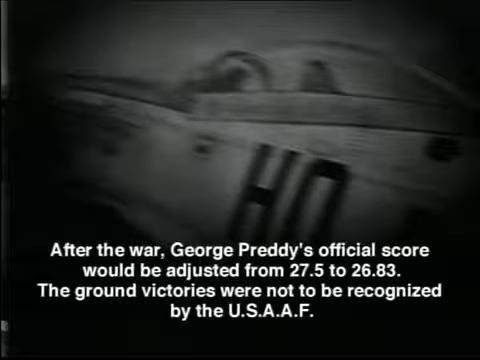 HO
After the war, George Preddy's official score
would be adjusted from 27.5 to 26.83.
The ground victories were not to be recognized
by the U.S.A.A.F.